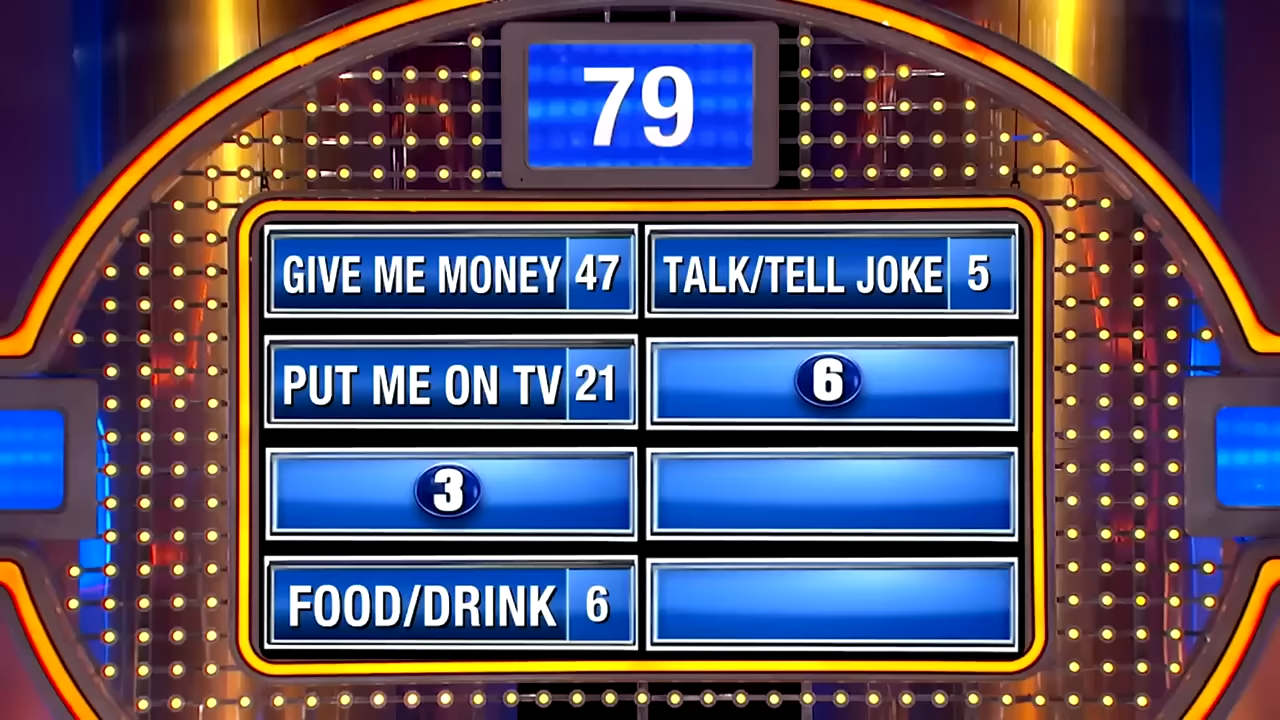 79
GIVE ME MONEY 47
PUT ME ON TV 21
3
FOOD/DRINK 6
TALK/TELL JOKE 5
6